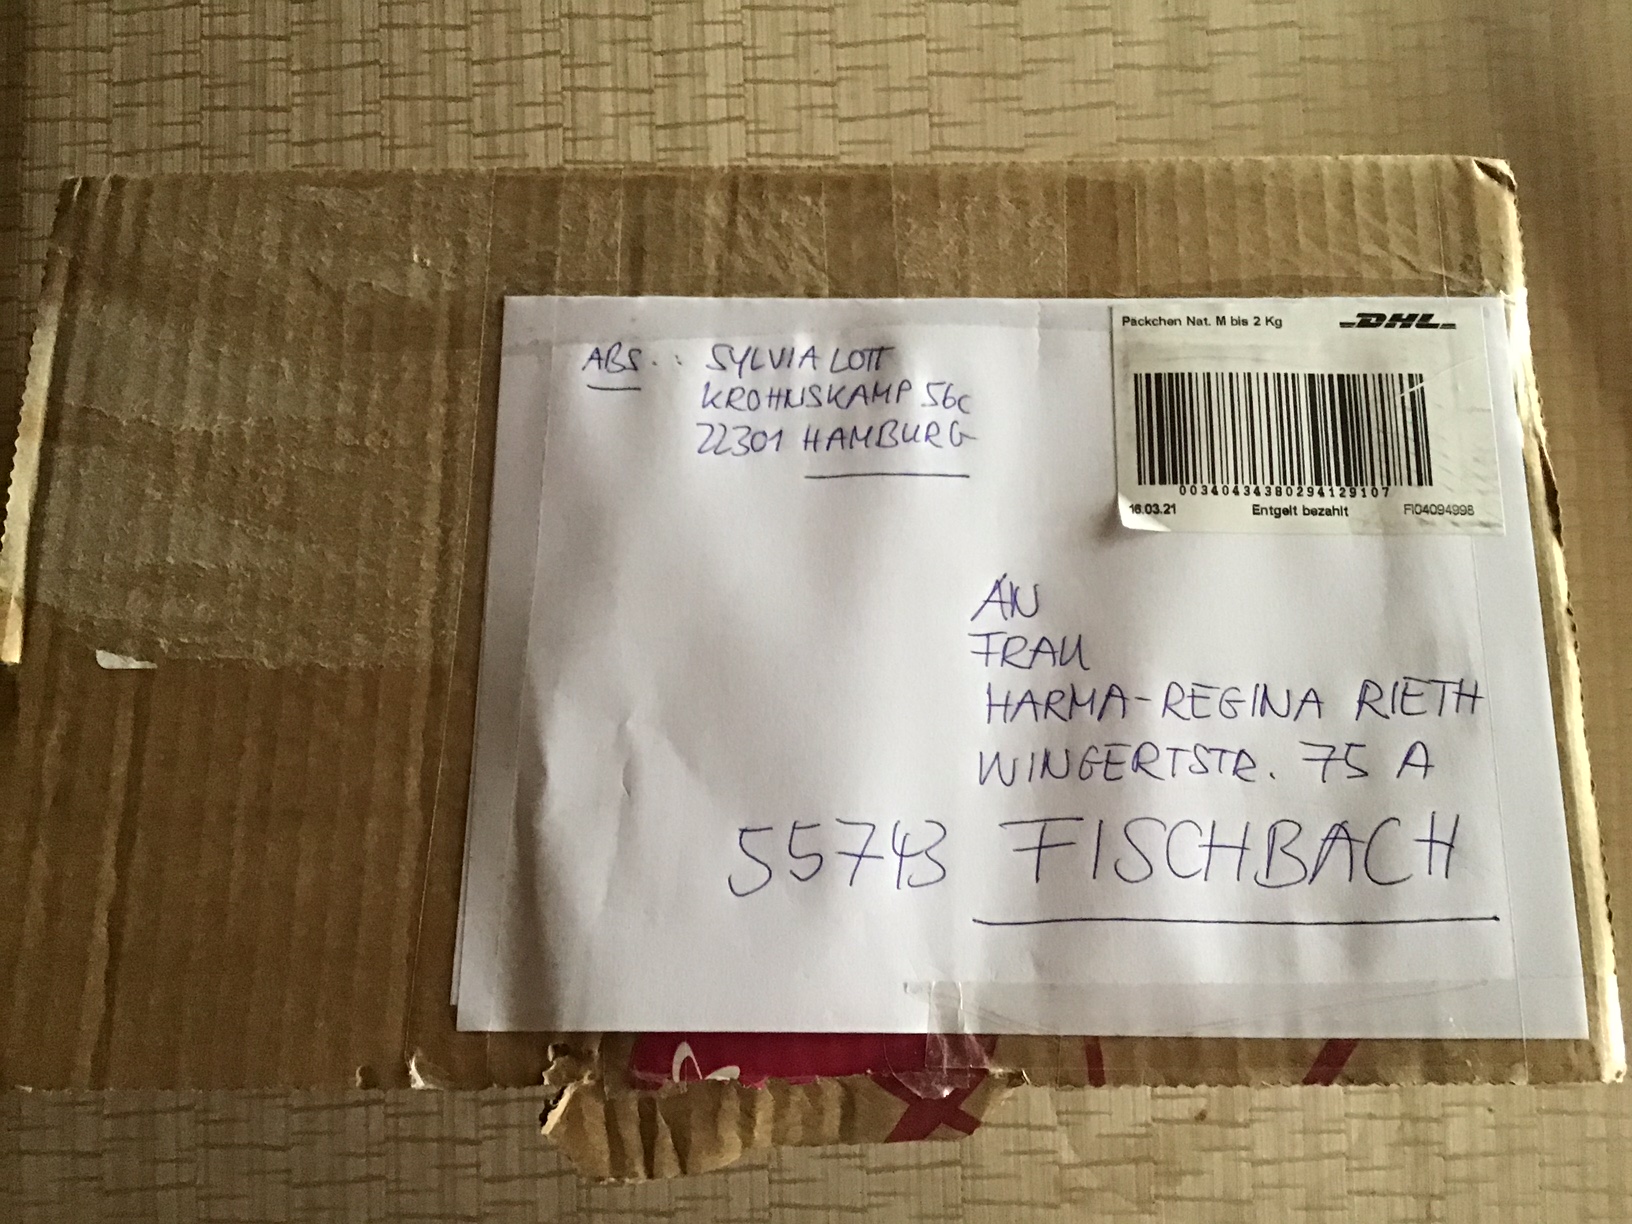 ABS.: SYLVIA LOTT
KROHNSKAMP 56c
22301 HAMBURG
Päckchen Nat. M bis 2 Kg
DHL
00340434380294129107
16.03.21 Entgelt bezahlt FI04094998
AN
FRAU
HARMA-REGINA RIETH
WINGERTSTR. 75 A
55743 FISCHBACH